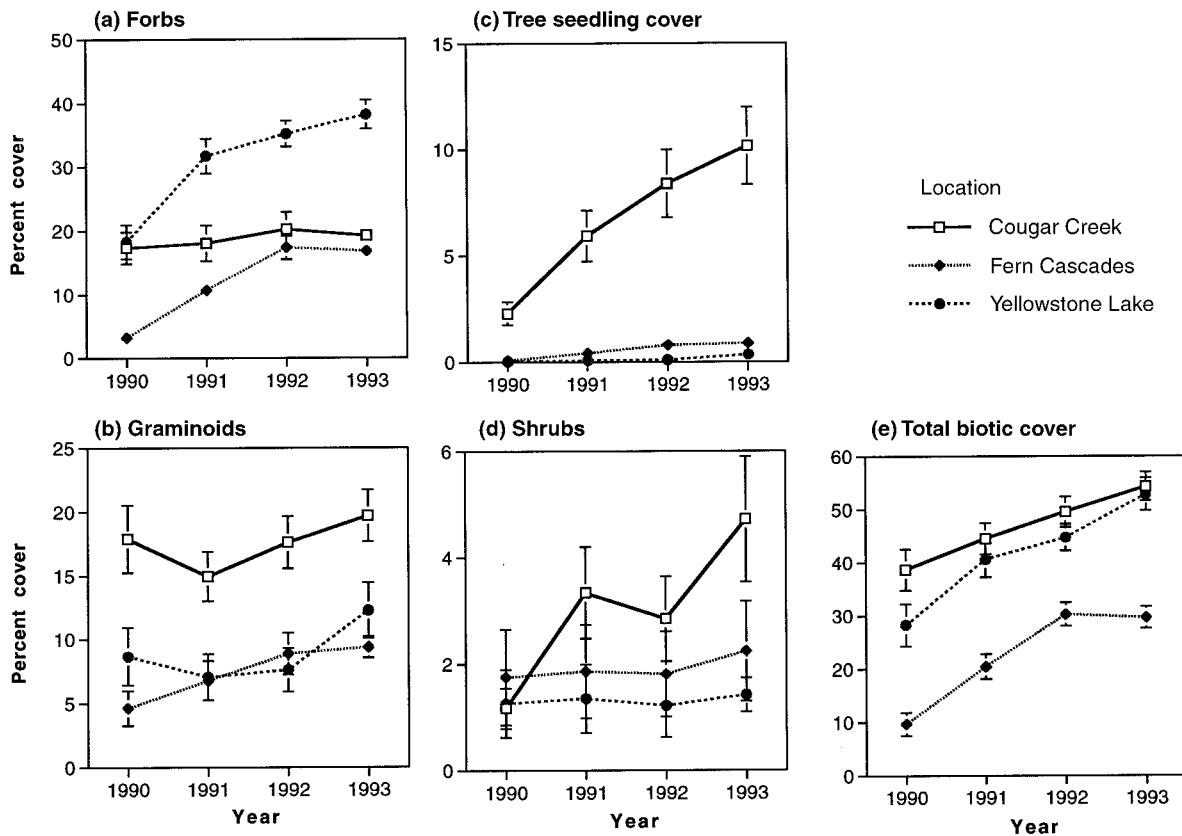 (a) Forbs
50
40
30
20
10
0
1990 1991 1992 1993
Percent cover
(c) Tree seedling cover
15
10
5
0
1990 1991 1992 1993
Location
Cougar Creek
Fern Cascades
Yellowstone Lake
(b) Graminoids
25
20
15
10
5
0
1990 1991 1992 1993
Year
Percent cover
(d) Shrubs
6
4
2
0
1990 1991 1992 1993
Year
(e) Total biotic cover
60
50
40
30
20
10
0
1990 1991 1992 1993
Year